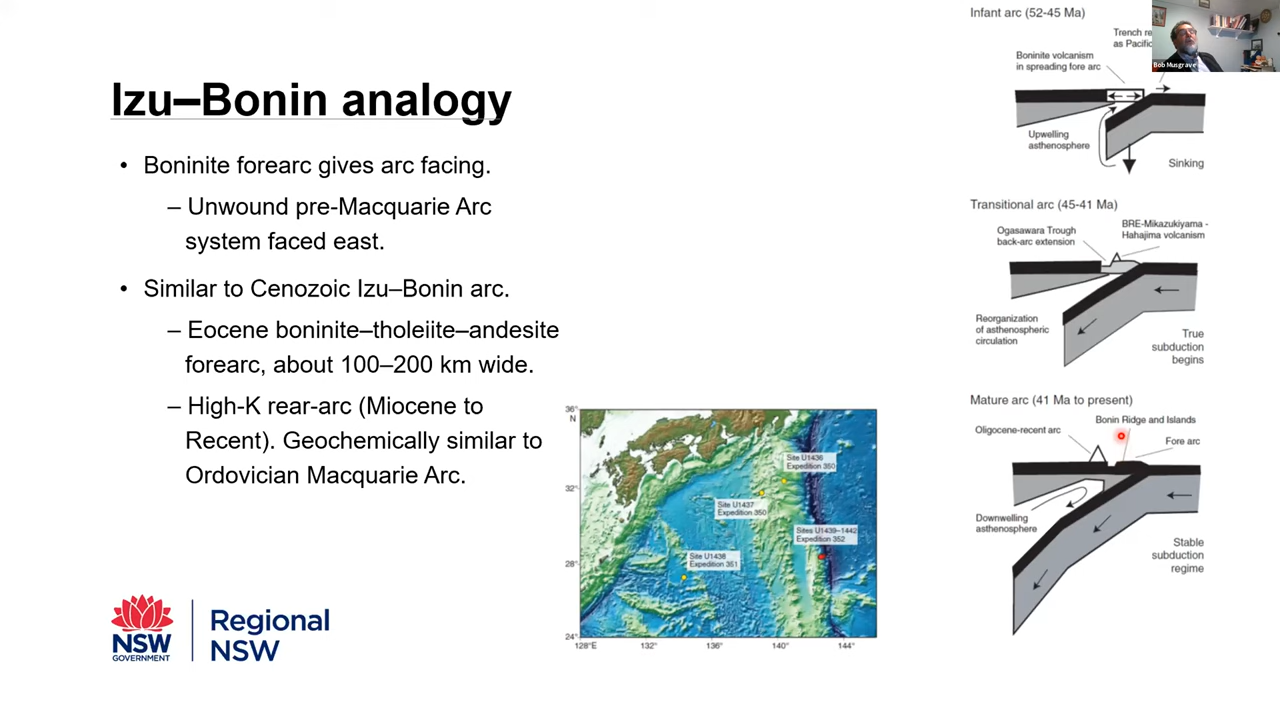 Izu–Bonin analogy
• Boninite forearc gives arc facing.
– Unwound pre-Macquarie Arc
system faced east.
• Similar to Cenozoic Izu–Bonin arc.
– Eocene boninite–tholeiite–andesite
forearc, about 100–200 km wide.
– High-K rear-arc (Miocene to
Recent). Geochemically similar to
Ordovician Macquarie Arc.
NSW
GOVERNMENT
Regional
NSW
36°
N
32°
28°
24°
128°E
132°
136°
140°
144°
Site U1436
Expedition 350
Site U1437
Expedition 350
Sites U1439–1442
Expedition 352
Site U1438
Expedition 351
Infant arc (52-45 Ma)
Trench
as Pacific
Boninite volcanism
in spreading fore arc
Upwelling
asthenosphere
Sinking
Transitional arc (45-41 Ma)
Ogasawara Trough
back-arc extension
BRE-Mikazukiyama -
Hahajima volcanism
Reorganization
of asthenospheric
circulation
True
subduction
begins
Mature arc (41 Ma to present)
Bonin Ridge and Islands
Oligocene-recent arc
Fore arc
Downwelling
asthenosphere
Stable
subduction
regime
Bob Musgrave